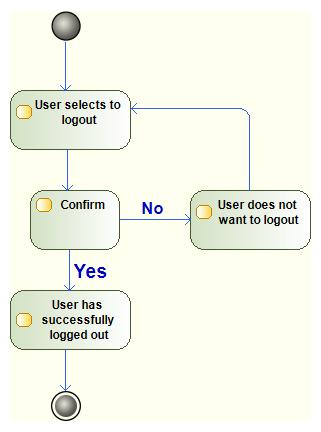 User selects to
logout
Confirm
No
User does not
want to logout
Yes
User has
successfully
logged out